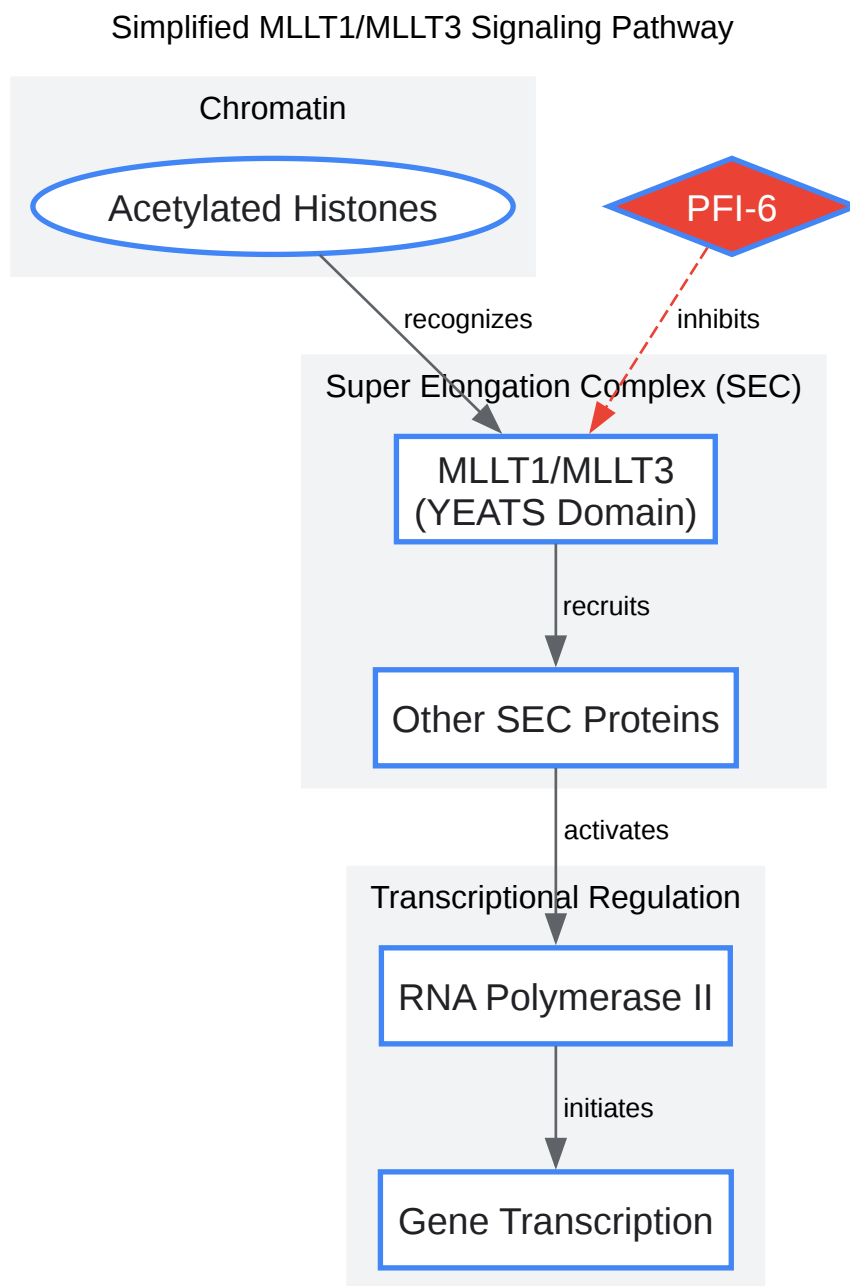 Simplified MLLT1/MLLT3 Signaling Pathway
Chromatin
Acetylated Histones
PFI-6
recognizes
inhibits
Super Elongation Complex (SEC)
MLLT1/MLLT3
(YEATS Domain)
recruits
Other SEC Proteins
activates
Transcriptional Regulation
RNA Polymerase II
initiates
Gene Transcription